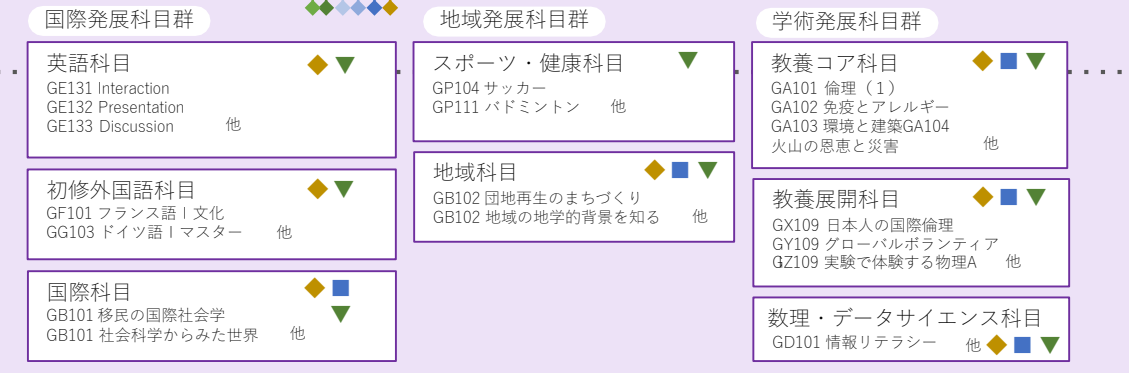 国際発展科目群
英語科目
GE131 Interaction
GE132 Presentation
GE133 Discussion 他
初修外国語科目
GF101 フランス語Ⅰ文化
GG103 ドイツ語Ⅰマスター 他
国際科目
GB101 移民の国際社会学
GB101 社会科学からみた世界 他
地域発展科目群
スポーツ・健康科目
GP104 サッカー
GP111 バドミントン 他
地域科目
GB102 団地再生のまちづくり
GB102 地域の地学的背景を知る 他
学術発展科目群
教養コア科目
GA101 倫理（１）
GA102 免疫とアレルギー
GA103 環境と建築GA104
火山の恩恵と災害 他
教養展開科目
GX109 日本人の国際倫理
GY109 グローバルボランティア
GZ109 実験で体験する物理A 他
数理・データサイエンス科目
GD101 情報リテラシー 他